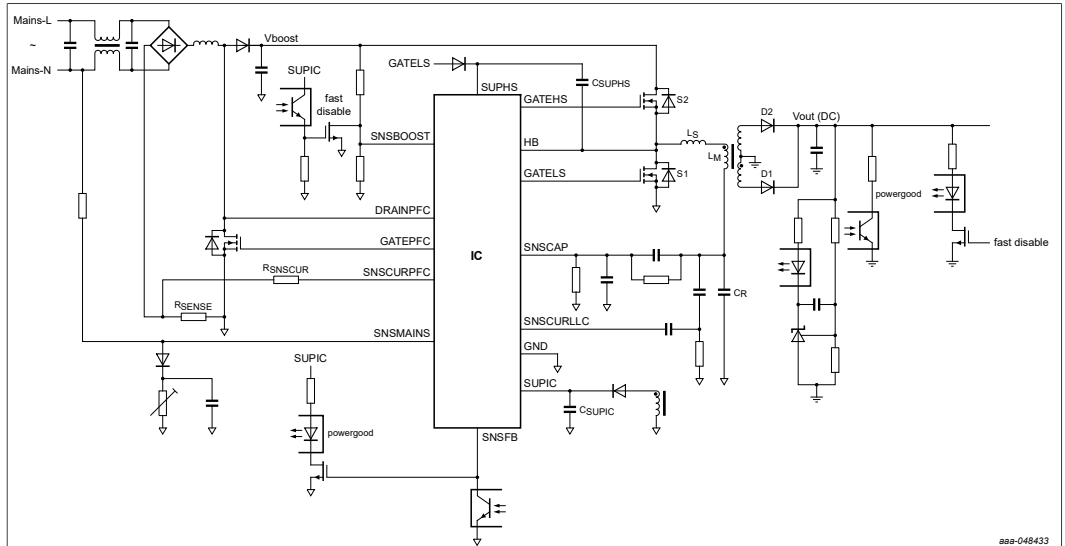 Mains-L
~
Mains-N
Vboost
SUPIC
fast
disable
GATELS
SUPHS
CSUPHS
SNSBOOST
GATEHS
S2
HB
LS
LM
GATELS
S1
D2
D1
Vout (DC)
powergood
fast disable
DRAINPFC
GATEPFC
IC
SNSCAP
SNSCURPFC
RSNSCUR
RSENSE
CR
SNSMAINS
SNSCURLLC
GND
SUPIC
SUPIC
CSUPIC
powergood
SNSFB
aaa-048433